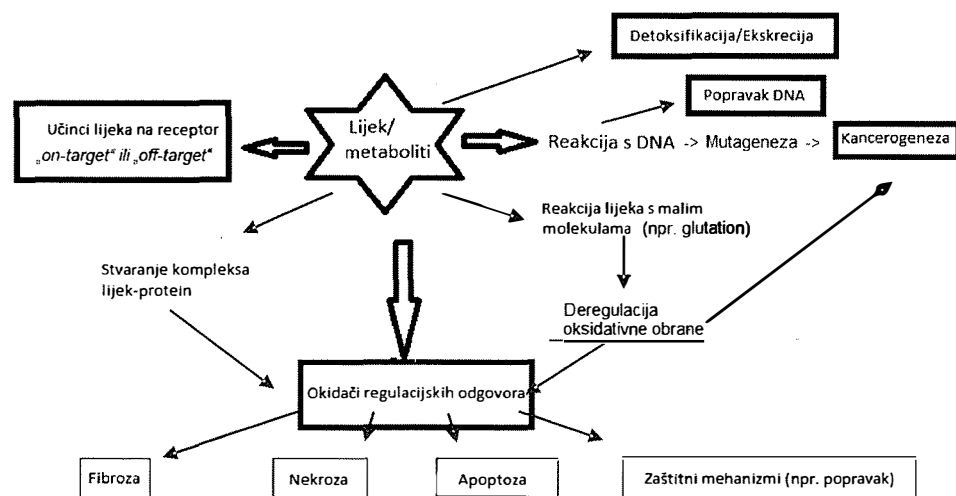 Detoksifikacija/Ekskrecija
Popravak DNA
Učinci lijeka na receptor
„on-target“ ili „off-target“
Lijek/
metaboliti
Reakcija s DNA -> Mutageneza ->
Kancerogeneza
Reakcija lijeka s malim
molekulama (npr. glutation)
Stvaranje kompleksa
lijek-protein
Deregulacija
oksidativne obrane
Okidači regulacijskih odgovora
Fibroza
Nekroza
Apoptoza
Zaštitni mehanizmi (npr. popravak)